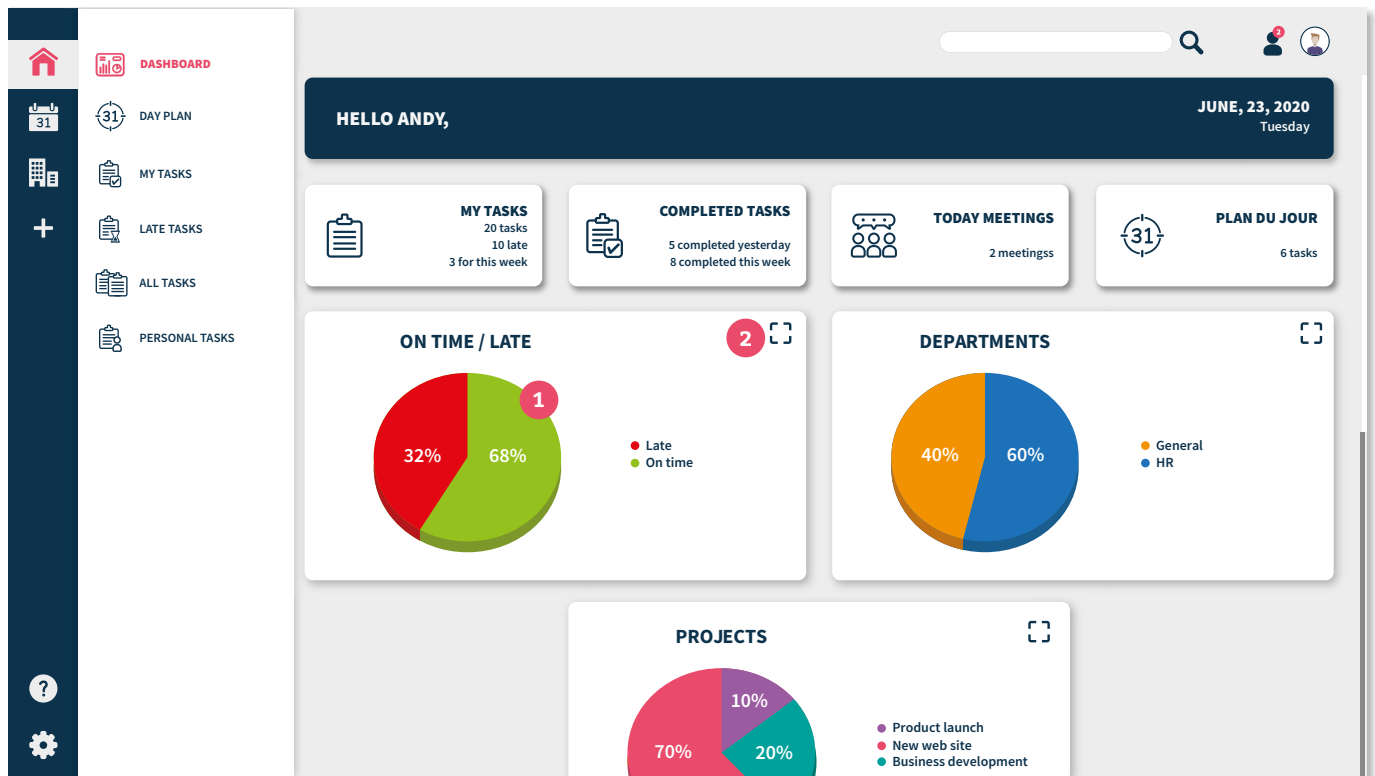 2
31
DASHBOARD
31
DAY PLAN
MY TASKS
LATE TASKS
ALL TASKS
PERSONAL TASKS
?
HELLO ANDY,
JUNE, 23, 2020
Tuesday
MY TASKS
20 tasks
10 late
3 for this week
COMPLETED TASKS
5 completed yesterday
8 completed this week
TODAY MEETINGS
2 meetingss
31
PLAN DU JOUR
6 tasks
ON TIME / LATE
2
1
32%
68%
Late
On time
DEPARTMENTS
40%
60%
General
HR
PROJECTS
10%
70%
20%
Product launch
New web site
Business development